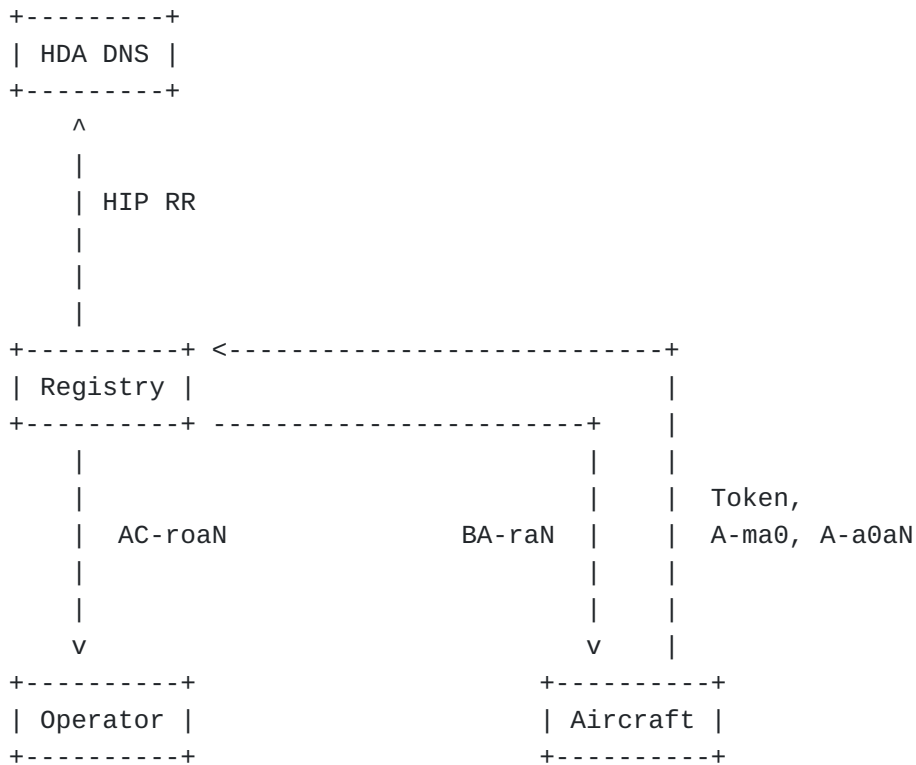 +---------+
| HDA DNS |
+---------+
    ^
    |
    | HIP RR
    |
    |
    |
+----------+ <----------------------------+
| Registry |                              |
+----------+ ------------------------+    |
    |                                |    |
    |                                |    |  Token,
    |  AC-roaN               BA-raN  |    |  A-ma0, A-a0aN
    |                                |    |
    |                                |    |
    v                                v    |
+----------+                      +----------+
| Operator |                      | Aircraft |
+----------+                      +----------+